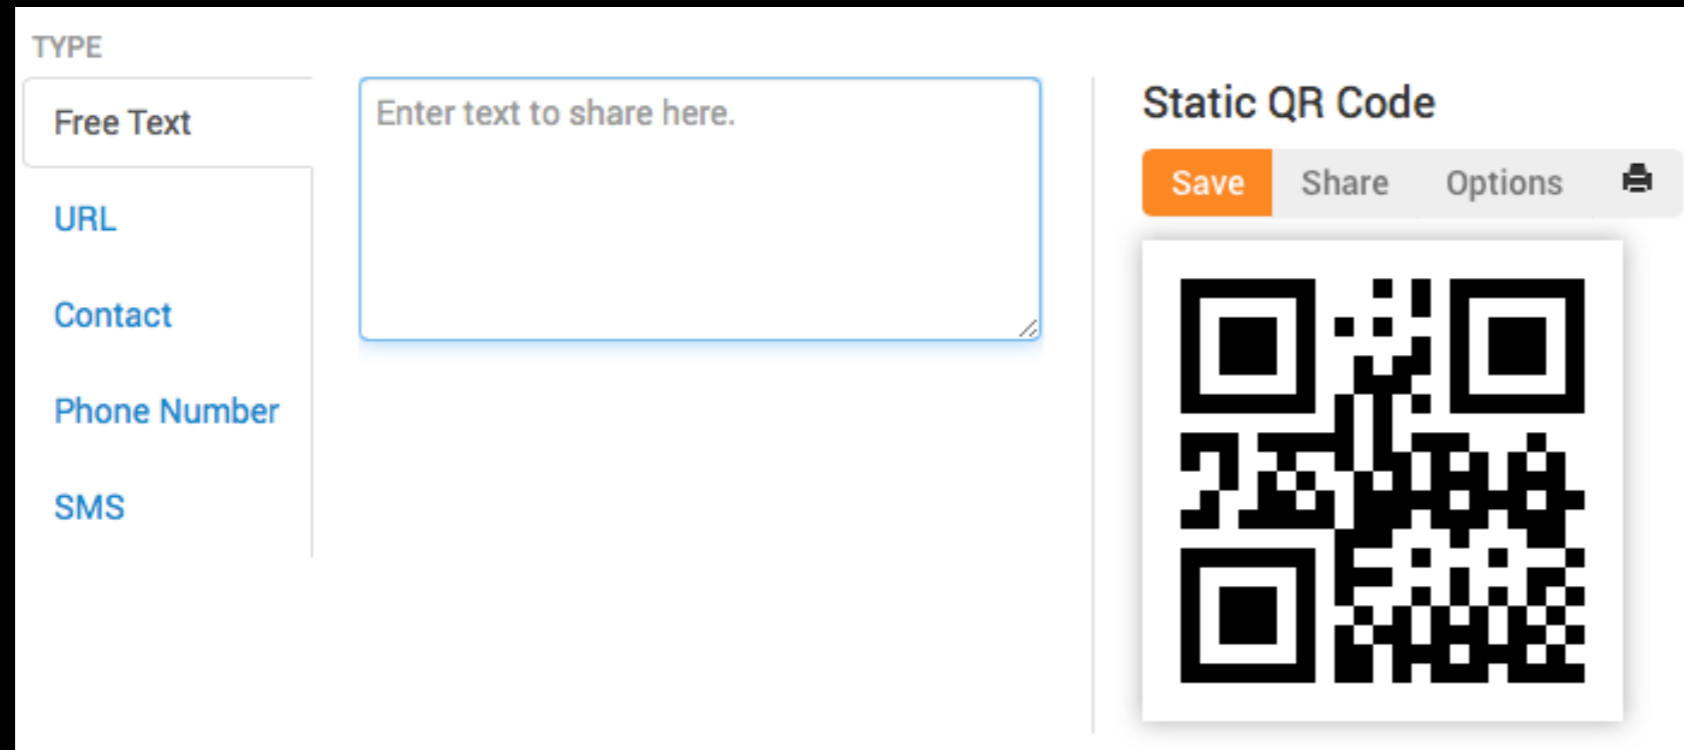 TYPE
Free Text
URL
Contact
Phone Number
SMS
Enter text to share here.
Static QR Code
Save
Share
Options